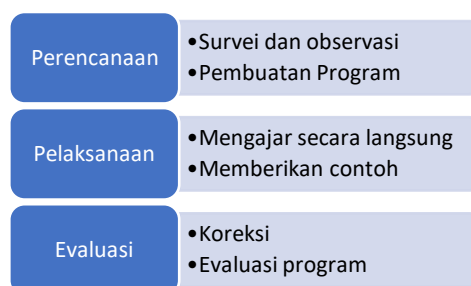 Perencanaan
•Survei dan observasi
•Pembuatan Program
Pelaksanaan
•Mengajar secara langsung
•Memberikan contoh
Evaluasi
•Koreksi
•Evaluasi program